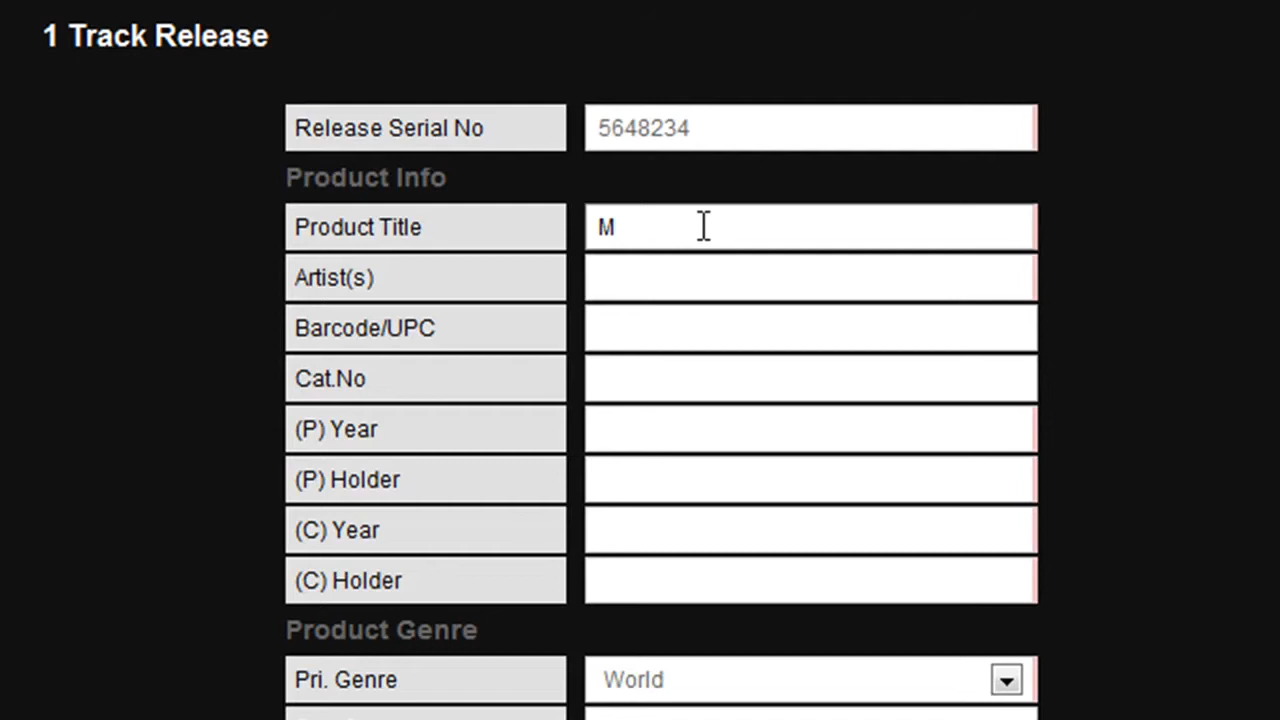 1 Track Release
Release Serial No 5648234
Product Info
Product Title M
Artist(s)
Barcode/UPC
Cat.No
(P) Year
(P) Holder
(C) Year
(C) Holder
Product Genre
Pri. Genre World